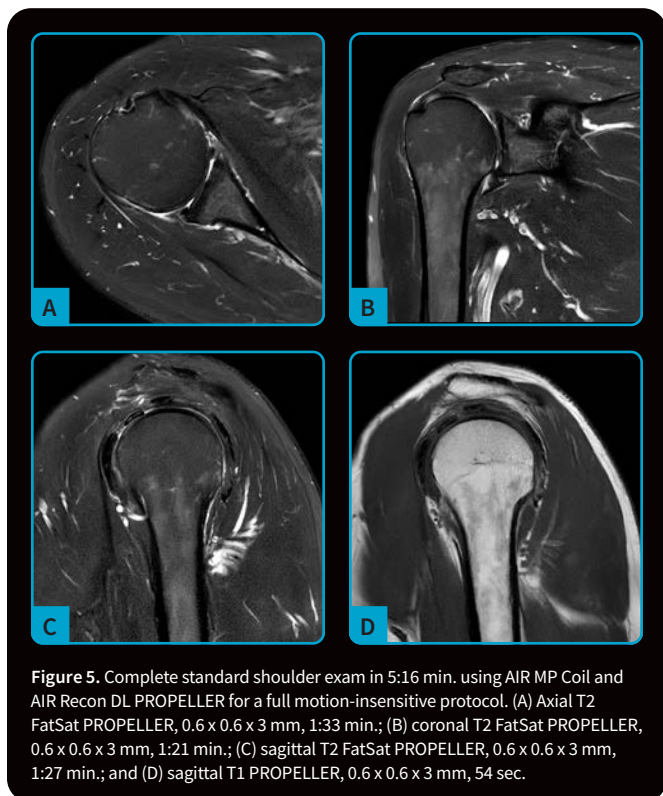 A
B
C
D
Figure 5. Complete standard shoulder exam in 5:16 min. using AIR MP Coil and
AIR Recon DL PROPELLER for a full motion-insensitive protocol. (A) Axial T2
FatSat PROPELLER, 0.6 x 0.6 x 3 mm, 1:33 min.; (B) coronal T2 FatSat PROPELLER,
0.6 x 0.6 x 3 mm, 1:21 min.; (C) sagittal T2 FatSat PROPELLER, 0.6 x 0.6 x 3 mm,
1:27 min.; and (D) sagittal T1 PROPELLER, 0.6 x 0.6 x 3 mm, 54 sec.